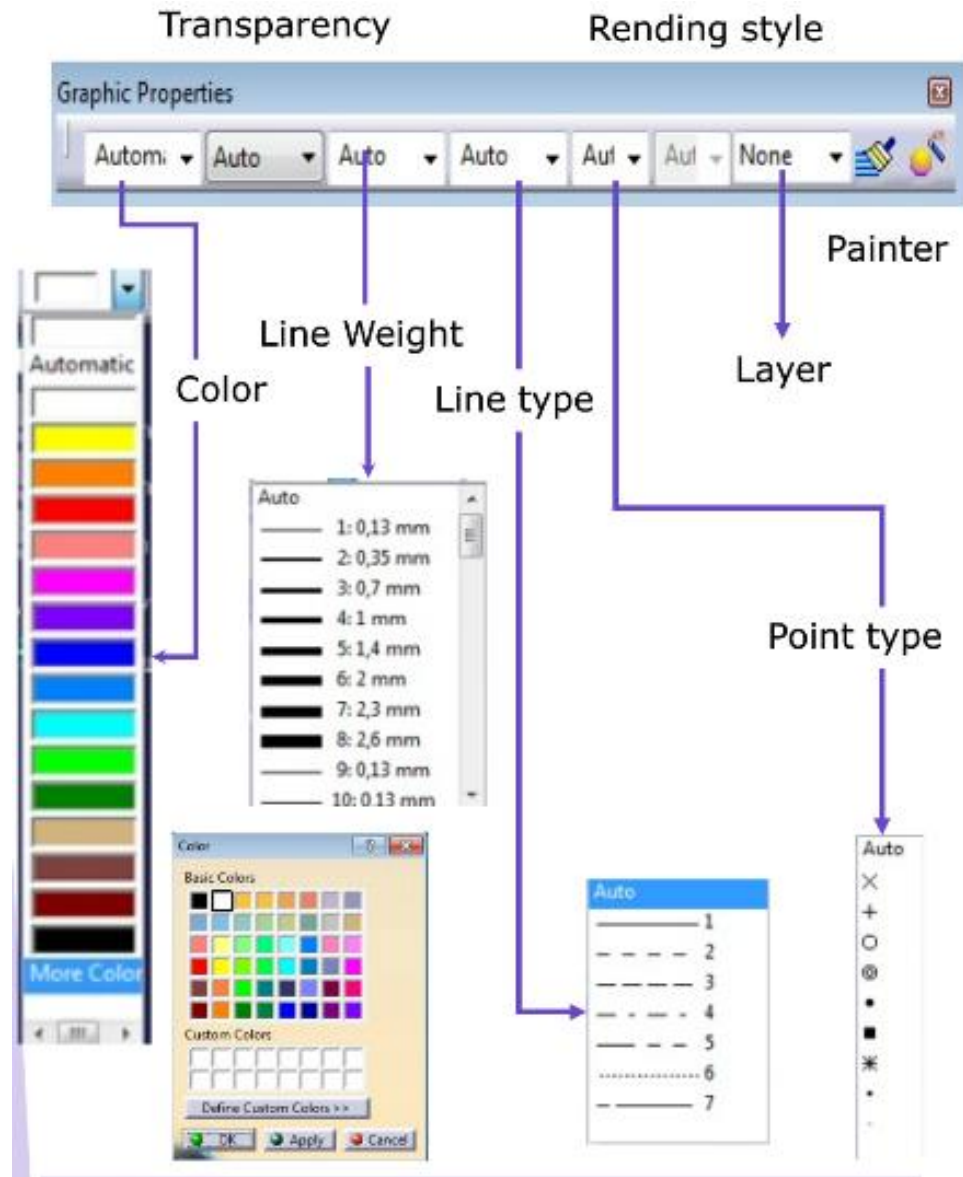 Transparency
Rending style
Graphic Properties
Autom
Auto
Auto
Auto
Aut
Aut
None
Painter
Line Weight
Layer
Automatic
Color
Line type
Auto
1: 0,13 mm
2: 0,35 mm
3: 0,7 mm
4: 1 mm
5: 1,4 mm
6: 2 mm
7: 2,3 mm
8: 2,6 mm
9: 0,13 mm
10: 0,13 mm
Point type
Color
Basic Colors
Auto
Auto
1
2
3
4
5
6
7
More Color
Custom Colors
Define Custom Colors >>
OK
Apply
Cancel